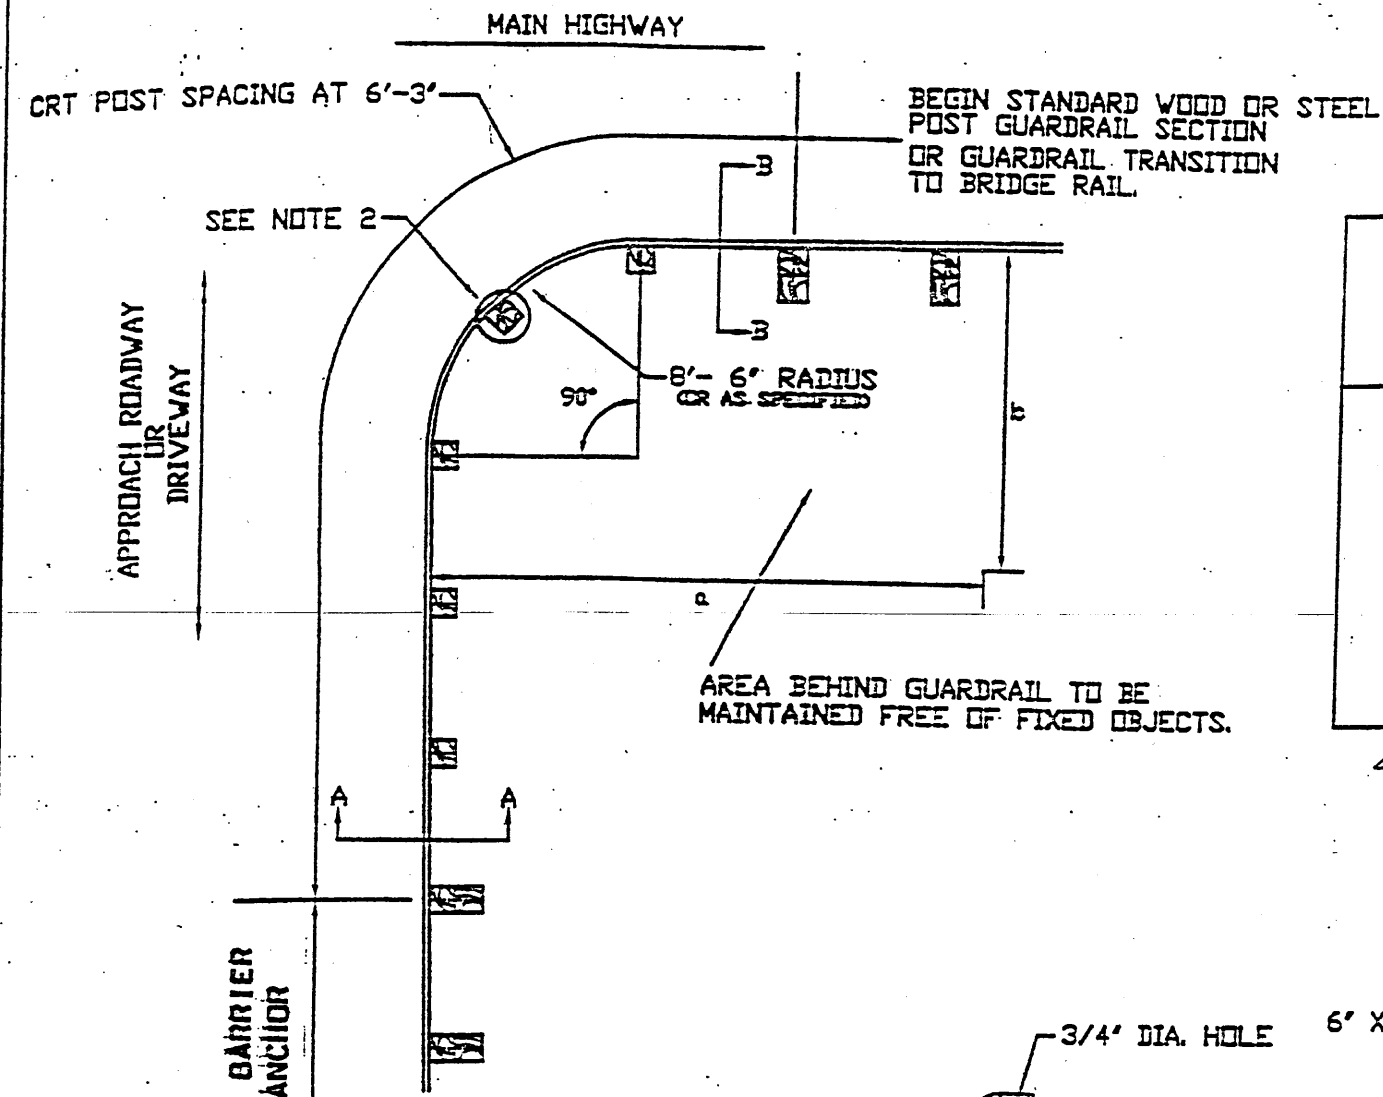 MAIN HIGHWAY
CRT POST SPACING AT 6'-3"
BEGIN STANDARD WOOD OR STEEL
POST GUARDRAIL SECTION
OR GUARDRAIL TRANSITION
TO BRIDGE RAIL.
B
SEE NOTE 2
B
8'- 6" RADIUS
OR AS SPECIFIED
90°
b
APPROACH ROADWAY
OR
DRIVEWAY
a
AREA BEHIND GUARDRAIL TO BE
MAINTAINED FREE OF FIXED OBJECTS.
A
A
BARRIER
ANCHOR
3/4" DIA. HOLE
6" X